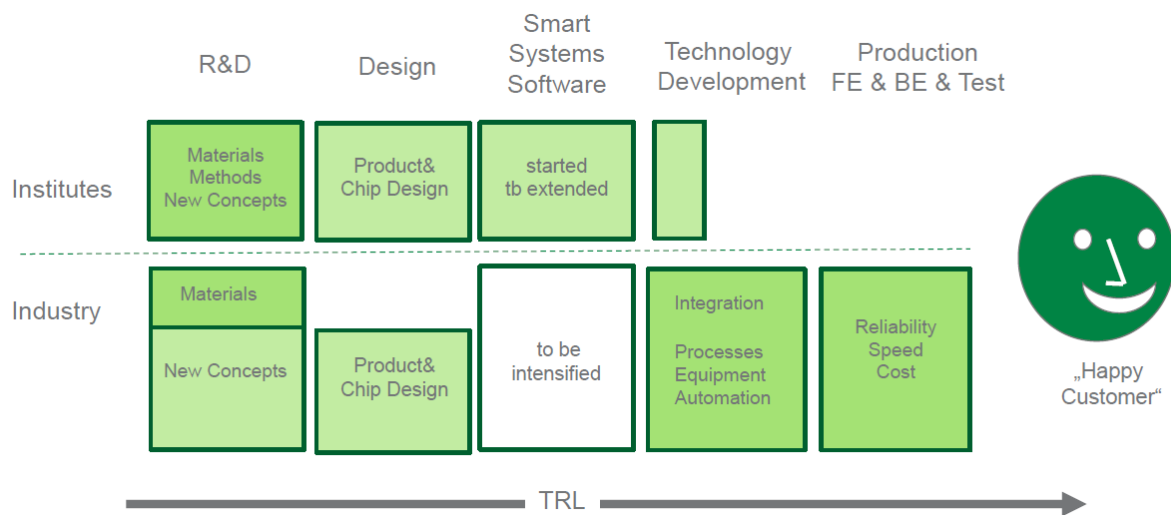 R&D
Design
Smart
Systems
Software
Technology
Development
Production
FE & BE & Test
Institutes
Materials
Methods
New Concepts
Product&
Chip Design
started
tb extended
Industry
Materials
New Concepts
Product&
Chip Design
to be
intensified
Integration
Processes
Equipment
Automation
Reliability
Speed
Cost
„Happy
Customer“
TRL